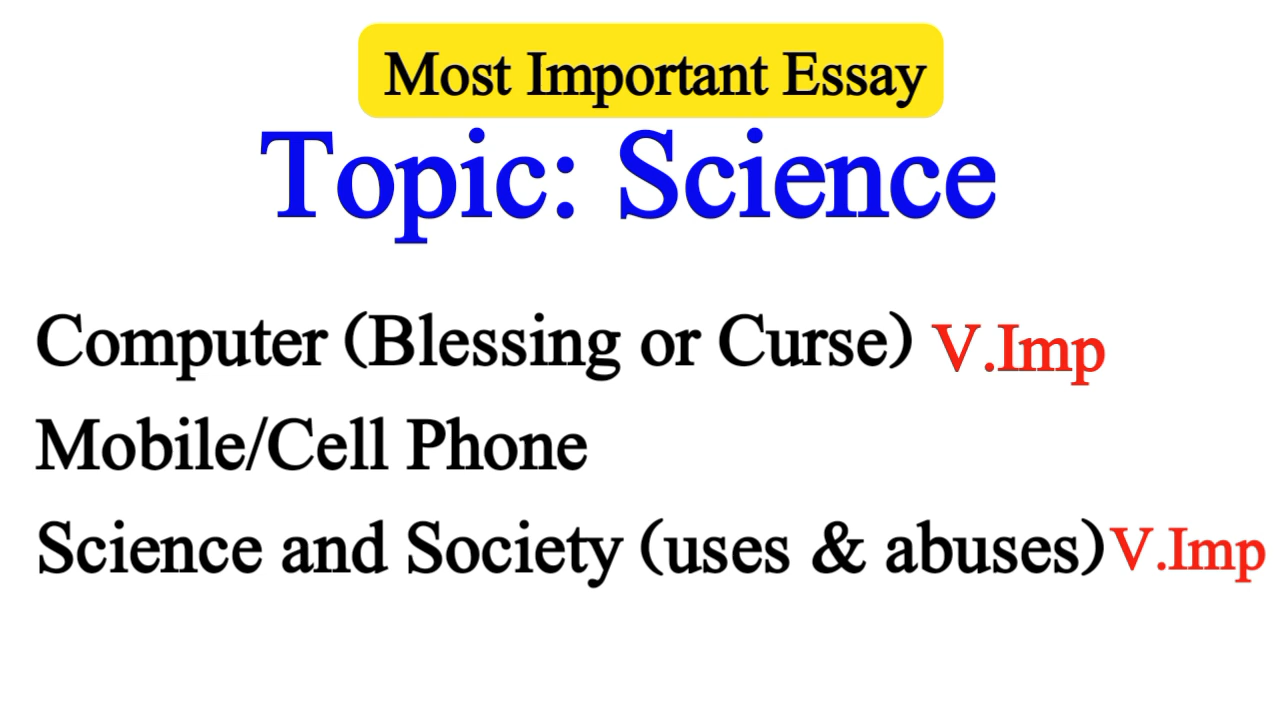 Most Important Essay
Topic: Science
Computer (Blessing or Curse) V.Imp
Mobile/Cell Phone
Science and Society (uses & abuses) V.Imp